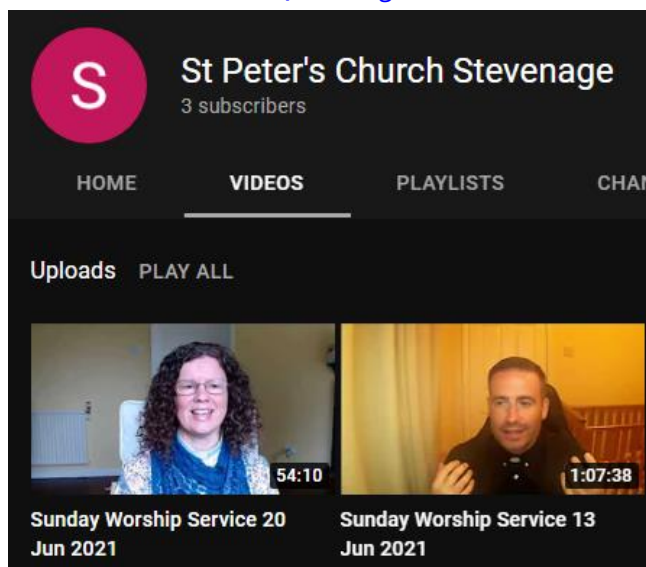 S
St Peter's Church Stevenage
3 subscribers
HOME VIDEOS PLAYLISTS
Uploads PLAY ALL
54:10 1:07:38
Sunday Worship Service 20 Sunday Worship Service 13
Jun 2021 Jun 2021